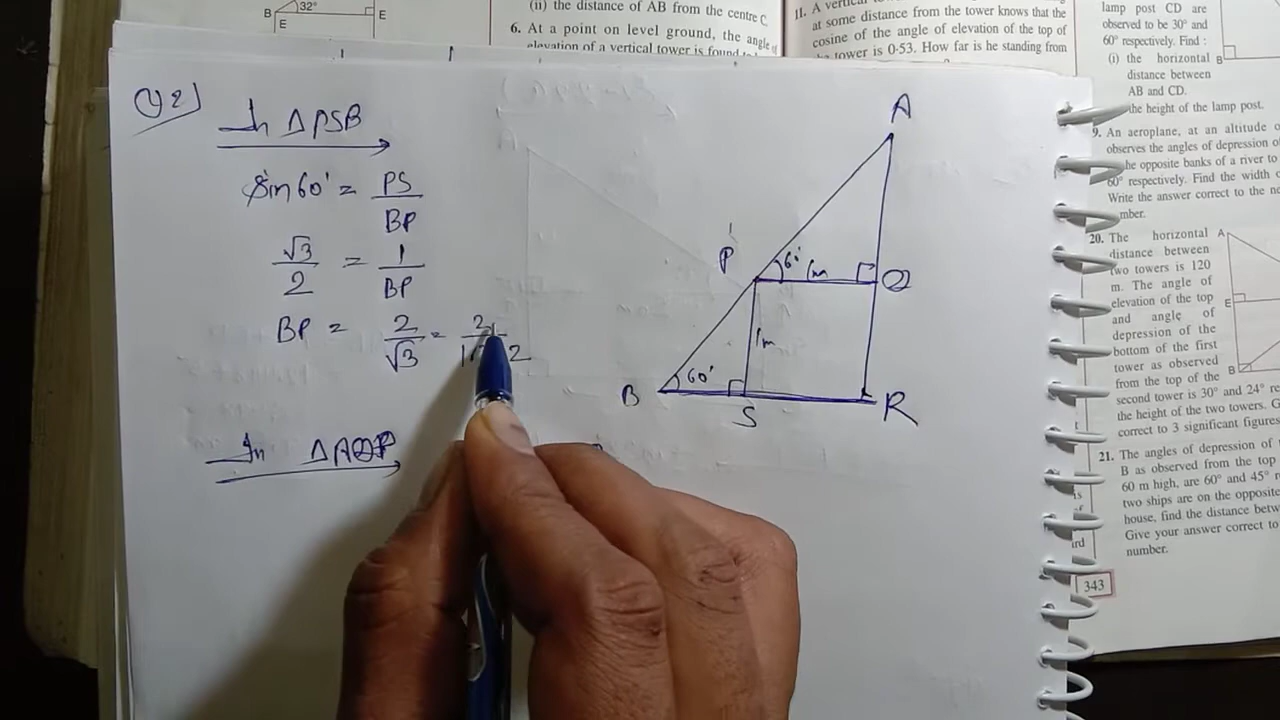 B 32° E
E
(ii) the distance of AB from the centre C
6. At a point on level ground, the angle of
elevation of a vertical tower is found
11. A vertical
at some distance from the tower knows that the
cosine of the angle of elevation of the top of
tower is 0·53. How far is he standing from
lamp post CD are
observed to be 30° and
60° respectively. Find :
(i) the horizontal
distance between
AB and CD.
the height of the lamp post.
B
9. An aeroplane, at an altitude
observes the angles of depression
he opposite banks of a river to
60° respectively. Find the width
Write the answer correct to the
mber.
20. The horizontal
distance between
two towers is 120
m. The angle of
elevation of the top
and angle of
depression of the
bottom of the first
tower as observed
from the top of the
second tower is 30° and 24°
the height of the two towers. G
correct to 3 significant figures
A
E
B
21. The angles of depression of
B as observed from the top
60 m high, are 60° and 45°
two ships are on the opposite
house, find the distance betw
Give your answer correct to
number.
343
Q 2)
In ΔPSB
Sin 60° = PS/BP
√3/2 = 1/BP
BP = 2/√3 =
In ΔAQP
A
P 60° 1m Q
1m
B 60° S R